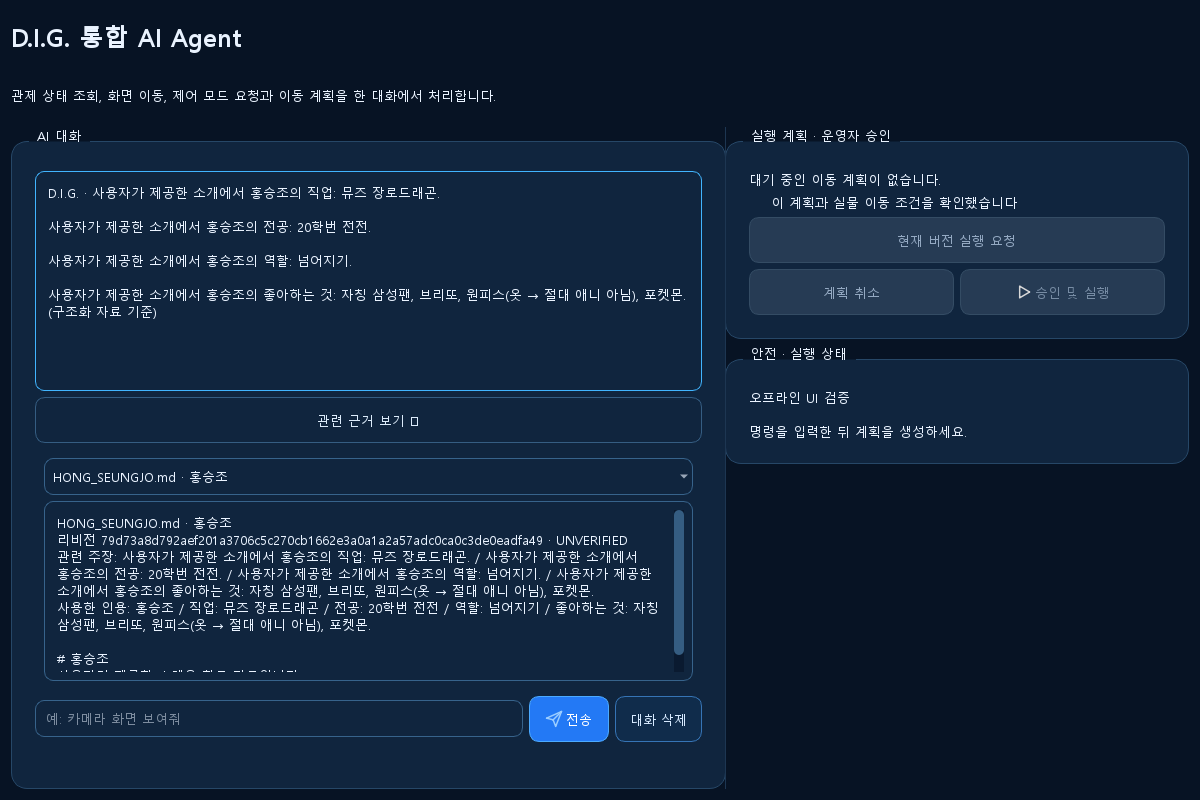 D.I.G. 통합 AI Agent
관제 상태 조회, 화면 이동, 제어 모드 요청과 이동 계획을 한 대화에서 처리합니다.
AI 대화
D.I.G. · 사용자가 제공한 소개에서 홍승조의 직업: 뮤즈 장로드래곤.
사용자가 제공한 소개에서 홍승조의 전공: 20학번 전전.
사용자가 제공한 소개에서 홍승조의 역할: 넘어지기.
사용자가 제공한 소개에서 홍승조의 좋아하는 것: 자칭 삼성팬, 브리또, 원피스(옷 → 절대 애니 아님), 포켓몬.
(구조화 자료 기준)
관련 근거 보기
HONG_SEUNGJO.md · 홍승조
HONG_SEUNGJO.md · 홍승조
리비전 79d73a8d792aef201a3706c5c270cb1662e3a0a1a2a57adc0ca0c3de0eadfa49 · UNVERIFIED
관련 주장: 사용자가 제공한 소개에서 홍승조의 직업: 뮤즈 장로드래곤. / 사용자가 제공한 소개에서
홍승조의 전공: 20학번 전전. / 사용자가 제공한 소개에서 홍승조의 역할: 넘어지기. / 사용자가 제공한
소개에서 홍승조의 좋아하는 것: 자칭 삼성팬, 브리또, 원피스(옷 → 절대 애니 아님), 포켓몬.
사용한 인용: 홍승조 / 직업: 뮤즈 장로드래곤 / 전공: 20학번 전전 / 역할: 넘어지기 / 좋아하는 것: 자칭
삼성팬, 브리또, 원피스(옷 → 절대 애니 아님), 포켓몬.
# 홍승조
예: 카메라 화면 보여줘
전송
대화 삭제
실행 계획 · 운영자 승인
대기 중인 이동 계획이 없습니다.
이 계획과 실물 이동 조건을 확인했습니다
현재 버전 실행 요청
계획 취소
승인 및 실행
안전 · 실행 상태
오프라인 UI 검증
명령을 입력한 뒤 계획을 생성하세요.